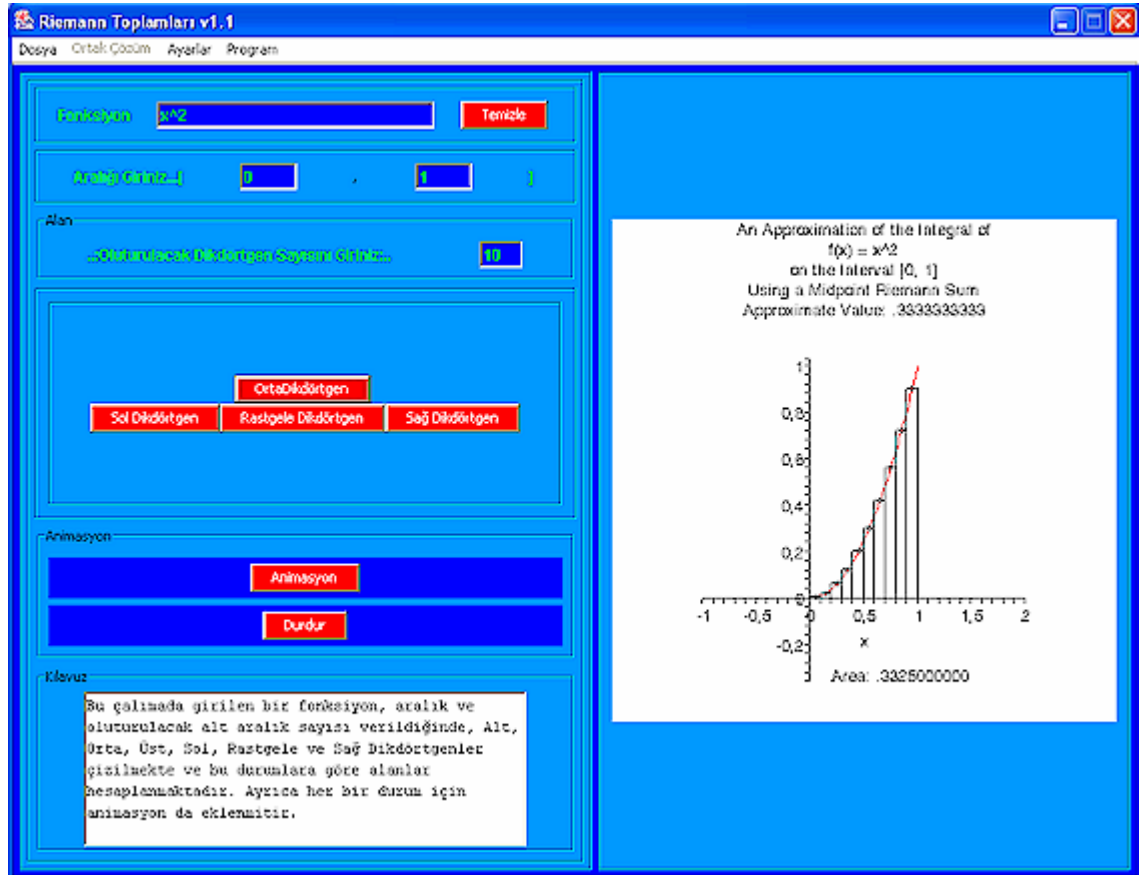 Riemann Toplamları v1.1
Dosya Ortak Çözüm Ayarlar Program
Fonksiyon x^2 Temizle
Aralığı Giriniz...[ 0 , 1 ]
Alan
...Oluturulacak Dikdörtgen Sayısını Giriniz:... 10
OrtaDikdörtgen
Sol Dikdörtgen Rastgele Dikdörtgen Sağ Dikdörtgen
Animasyon
Animasyon
Durdur
Kılavuz
Bu çalımada girilen bir fonksiyon, aralık ve
oluturulacak alt aralık sayısı verildiğinde, Alt,
Orta, Üst, Sol, Rastgele ve Sağ Dikdörtgenler
çizilmekte ve bu durumlara göre alanlar
hesaplanmaktadır. Ayrıca her bir durum için
animasyon da eklenmitir.
An Approximation of the Integral of
f(x) = x^2
on the Interval [0, 1]
Using a Midpoint Riemann Sum
Approximate Value: .3333333333
1
0,8
0,6
0,4
0,2
0
-1 -0,5 0,5 1 1,5 2
-0,2
x
Area: .3325000000